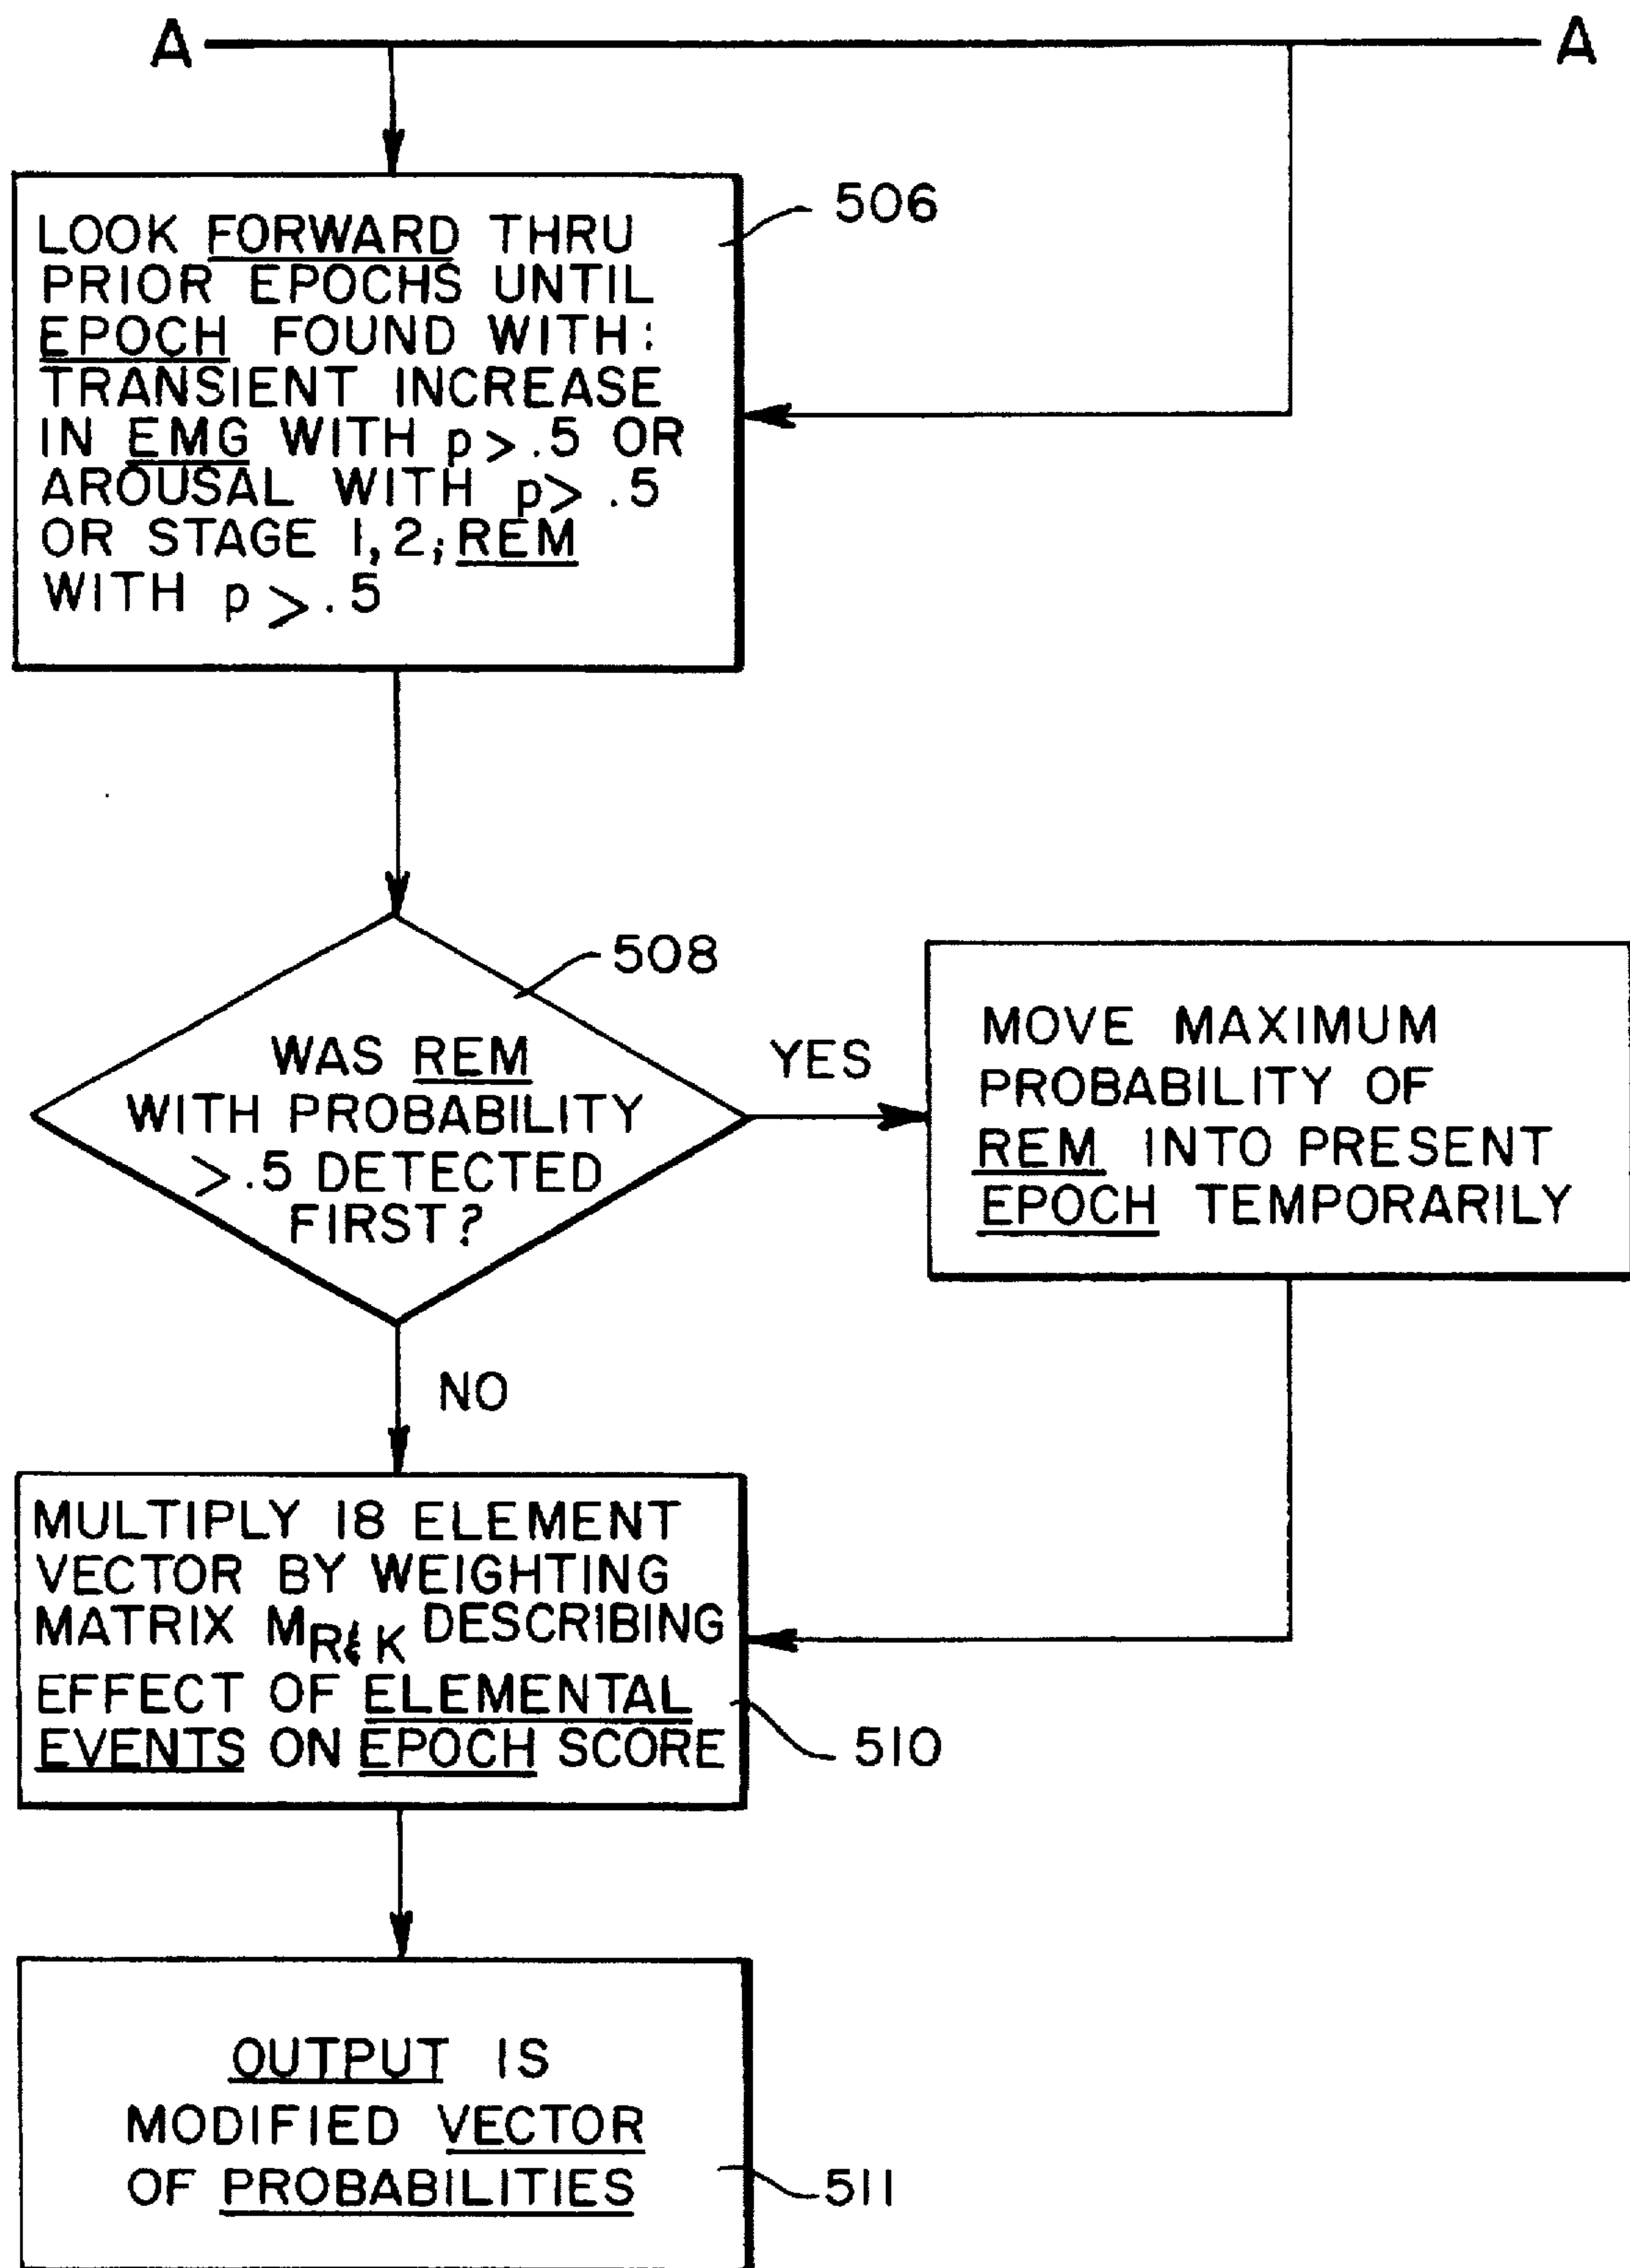 A A
LOOK FORWARD THRU
PRIOR EPOCHS UNTIL
EPOCH FOUND WITH:
TRANSIENT INCREASE
IN EMG WITH p > .5 OR
AROUSAL WITH p > .5
OR STAGE 1,2; REM
WITH p > .5
506
WAS REM
WITH PROBABILITY
> .5 DETECTED
FIRST?
508
YES
MOVE MAXIMUM
PROBABILITY OF
REM INTO PRESENT
EPOCH TEMPORARILY
NO
MULTIPLY 18 ELEMENT
VECTOR BY WEIGHTING
MATRIX MR&K DESCRIBING
EFFECT OF ELEMENTAL
EVENTS ON EPOCH SCORE
510
OUTPUT IS
MODIFIED VECTOR
OF PROBABILITIES
511